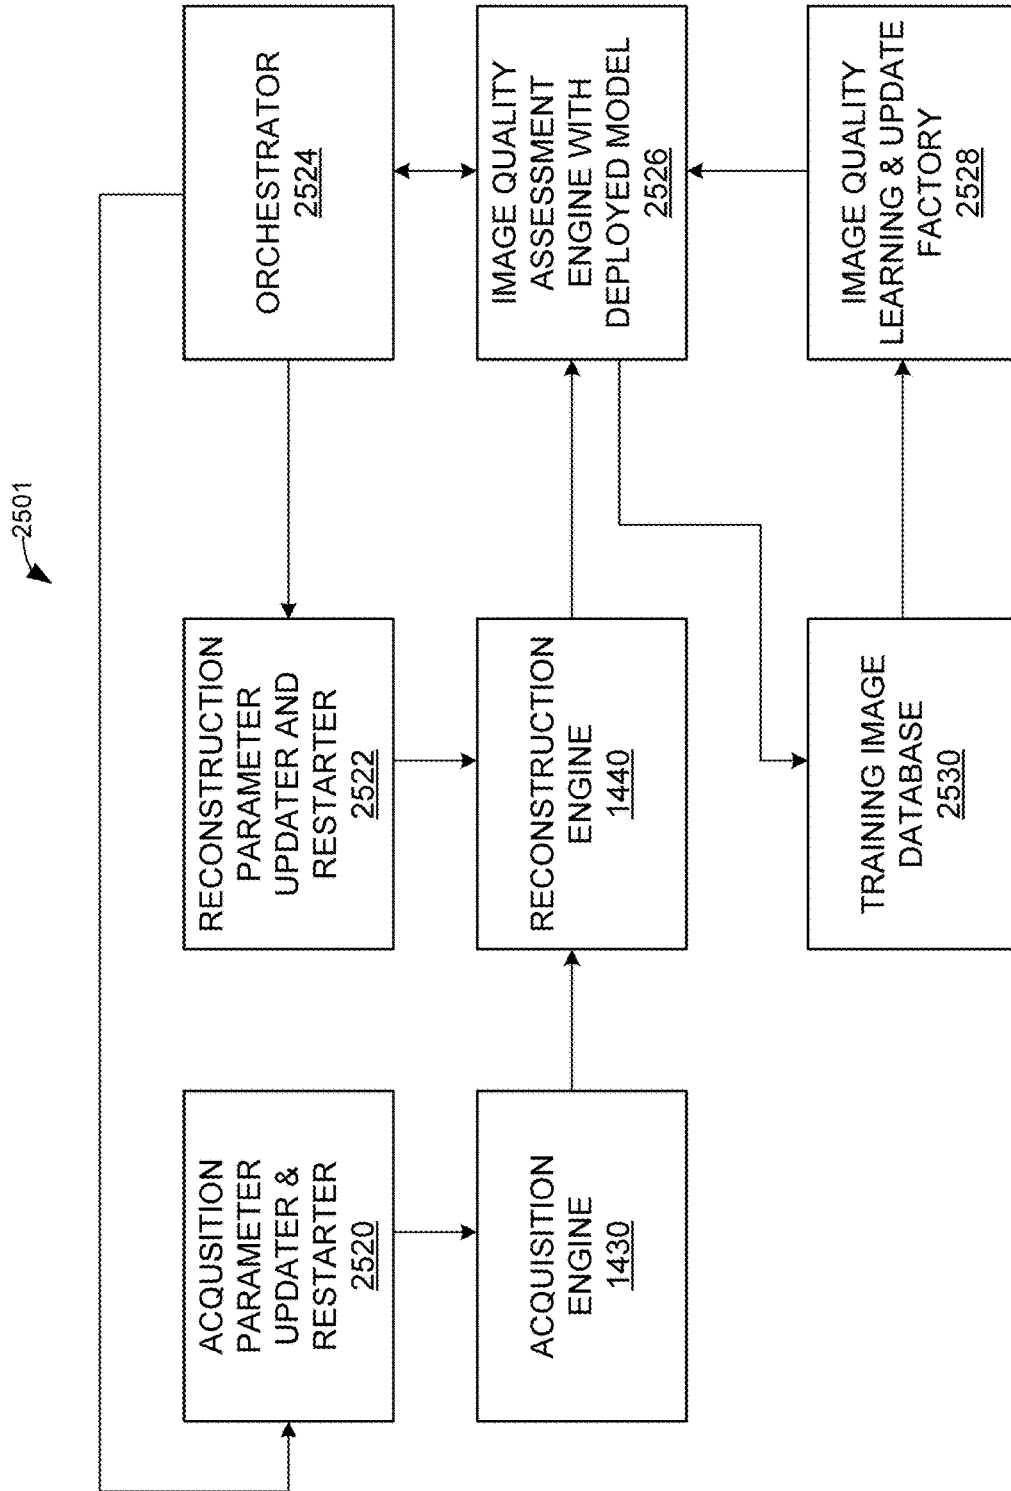 2501
ACQUSITION
PARAMETER
UPDATER &
RESTARTER
2520
RECONSTRUCTION
PARAMETER
UPDATER AND
RESTARTER
2522
ORCHESTRATOR
2524
ACQUISITION
ENGINE
1430
RECONSTRUCTION
ENGINE
1440
IMAGE QUALITY
ASSESSMENT
ENGINE WITH
DEPLOYED MODEL
2526
TRAINING IMAGE
DATABASE
2530
IMAGE QUALITY
LEARNING & UPDATE
FACTORY
2528